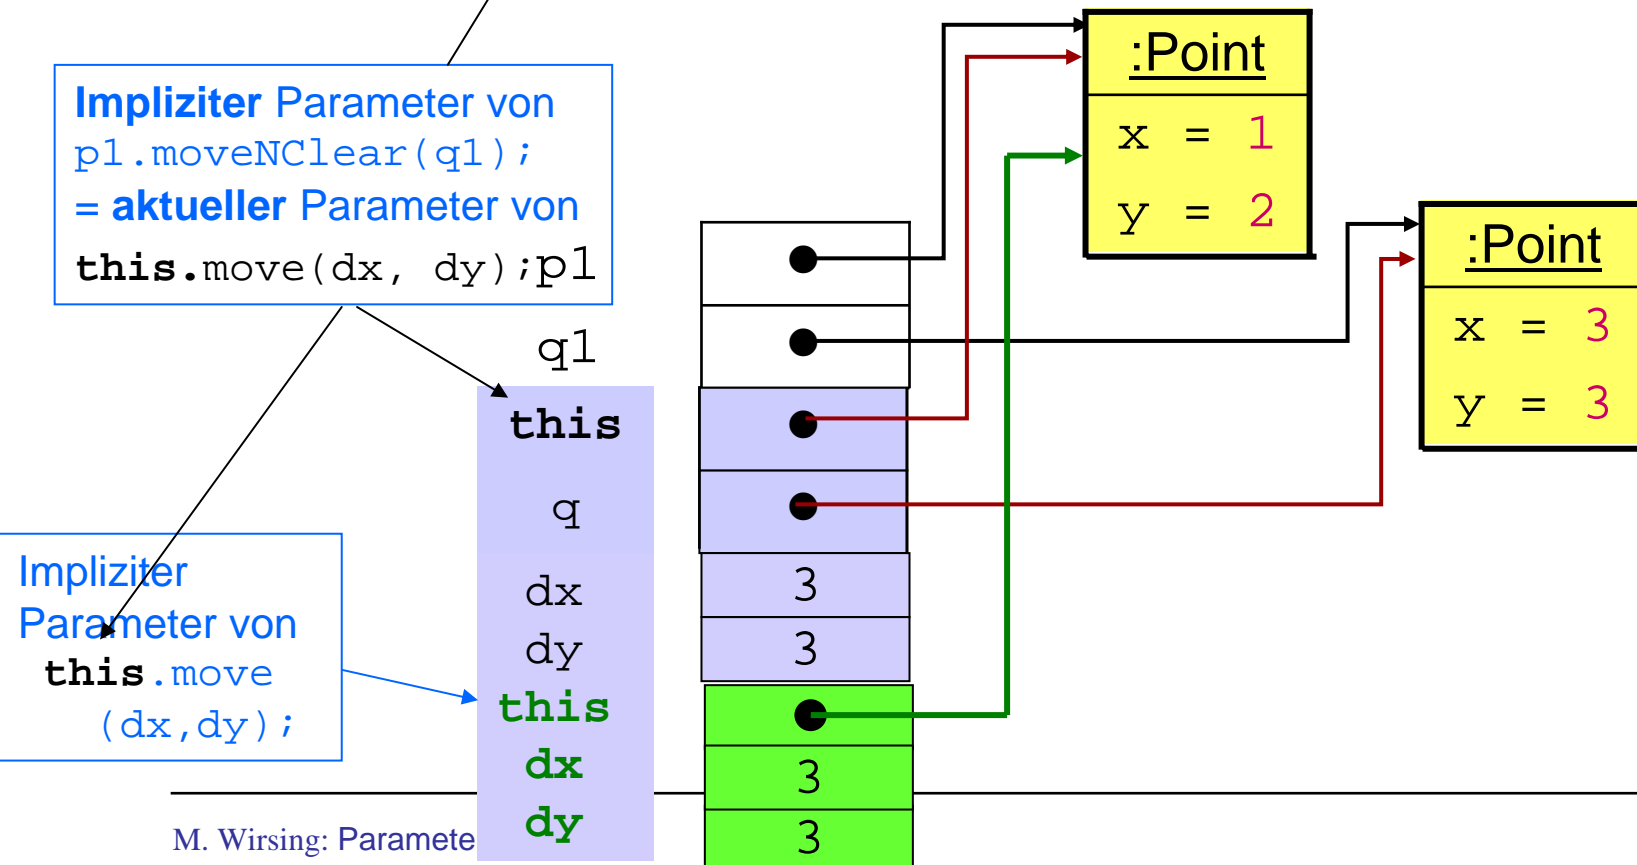 Impliziter Parameter von
p1.moveNClear(q1);
= aktueller Parameter von
this.move(dx, dy);
p1
q1
this
q
dx
dy
this
dx
dy
3
3
3
3
:Point
x = 1
y = 2
:Point
x = 3
y = 3
Impliziter
Parameter von
this.move
(dx,dy);
M. Wirsing: Paramete